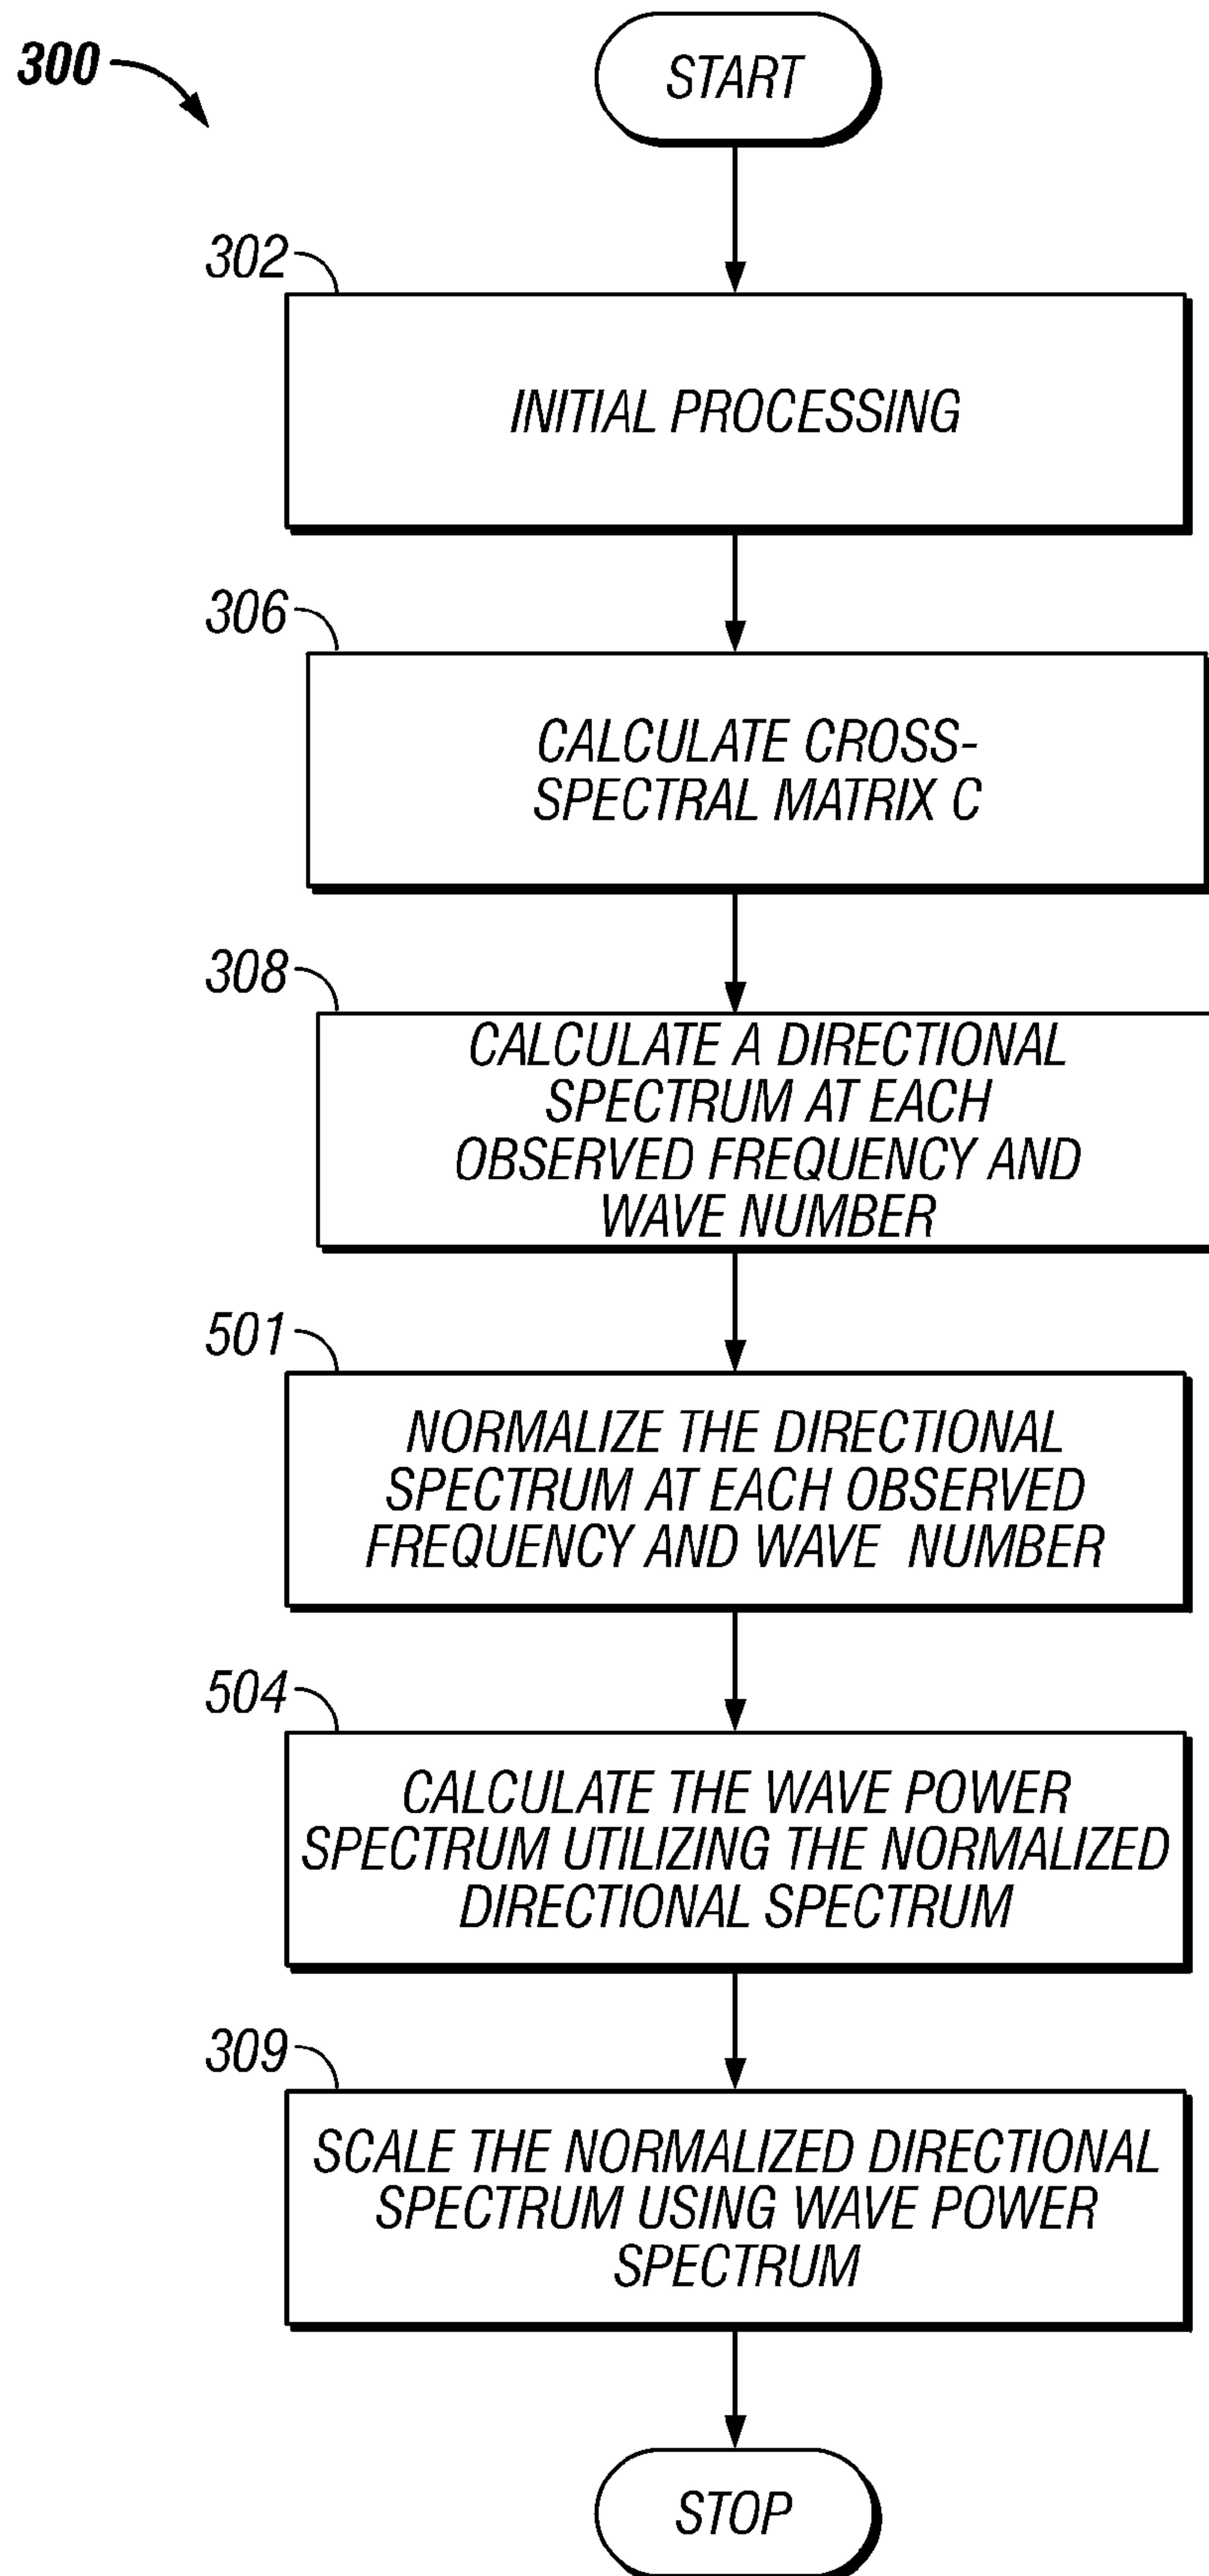 300
START
302
INITIAL PROCESSING
306
CALCULATE CROSS-
SPECTRAL MATRIX C
308
CALCULATE A DIRECTIONAL
SPECTRUM AT EACH
OBSERVED FREQUENCY AND
WAVE NUMBER
501
NORMALIZE THE DIRECTIONAL
SPECTRUM AT EACH OBSERVED
FREQUENCY AND WAVE NUMBER
504
CALCULATE THE WAVE POWER
SPECTRUM UTILIZING THE NORMALIZED
DIRECTIONAL SPECTRUM
309
SCALE THE NORMALIZED DIRECTIONAL
SPECTRUM USING WAVE POWER
SPECTRUM
STOP